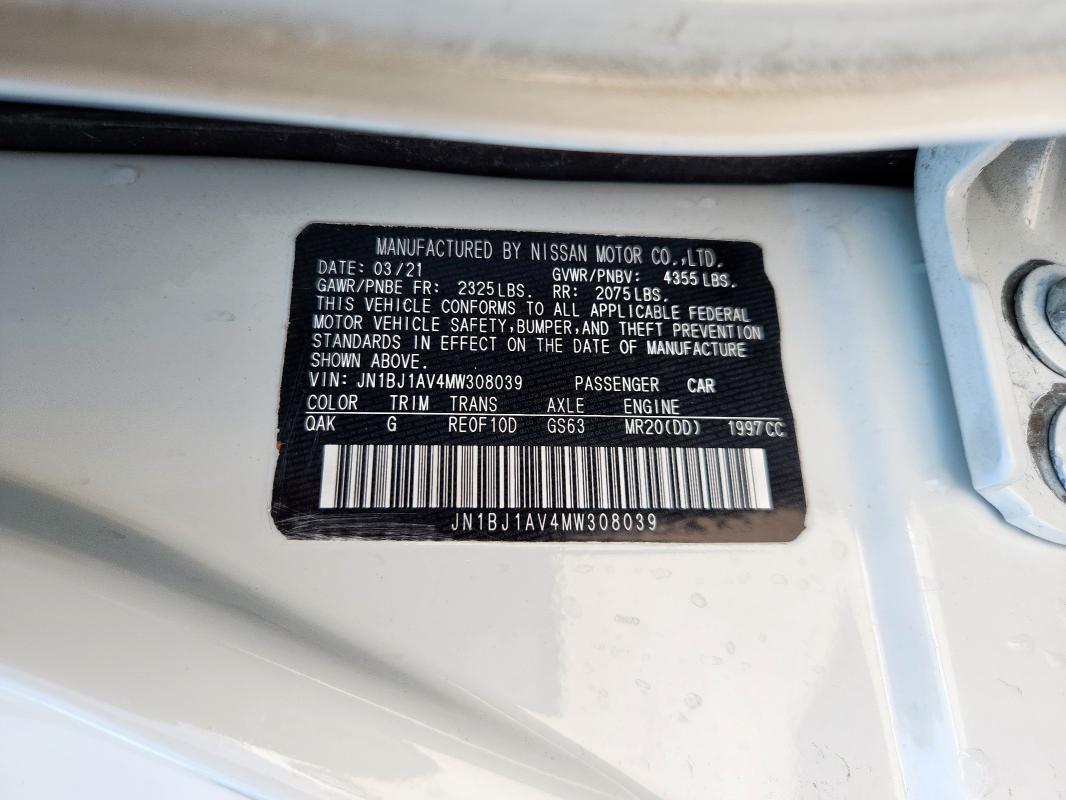 MANUFACTURED BY NISSAN MOTOR CO.,LTD.
DATE: 03/21 GVWR/PNBV: 4355 LBS.
GAWR/PNBE FR: 2325 LBS. RR: 2075 LBS.
THIS VEHICLE CONFORMS TO ALL APPLICABLE FEDERAL
MOTOR VEHICLE SAFETY,BUMPER,AND THEFT PREVENTION
STANDARDS IN EFFECT ON THE DATE OF MANUFACTURE
SHOWN ABOVE.
VIN: JN1BJ1AV4MW308039 PASSENGER CAR
COLOR TRIM TRANS AXLE ENGINE
QAK G RE0F10D GS63 MR20(DD) 1997CC
JN1BJ1AV4MW308039